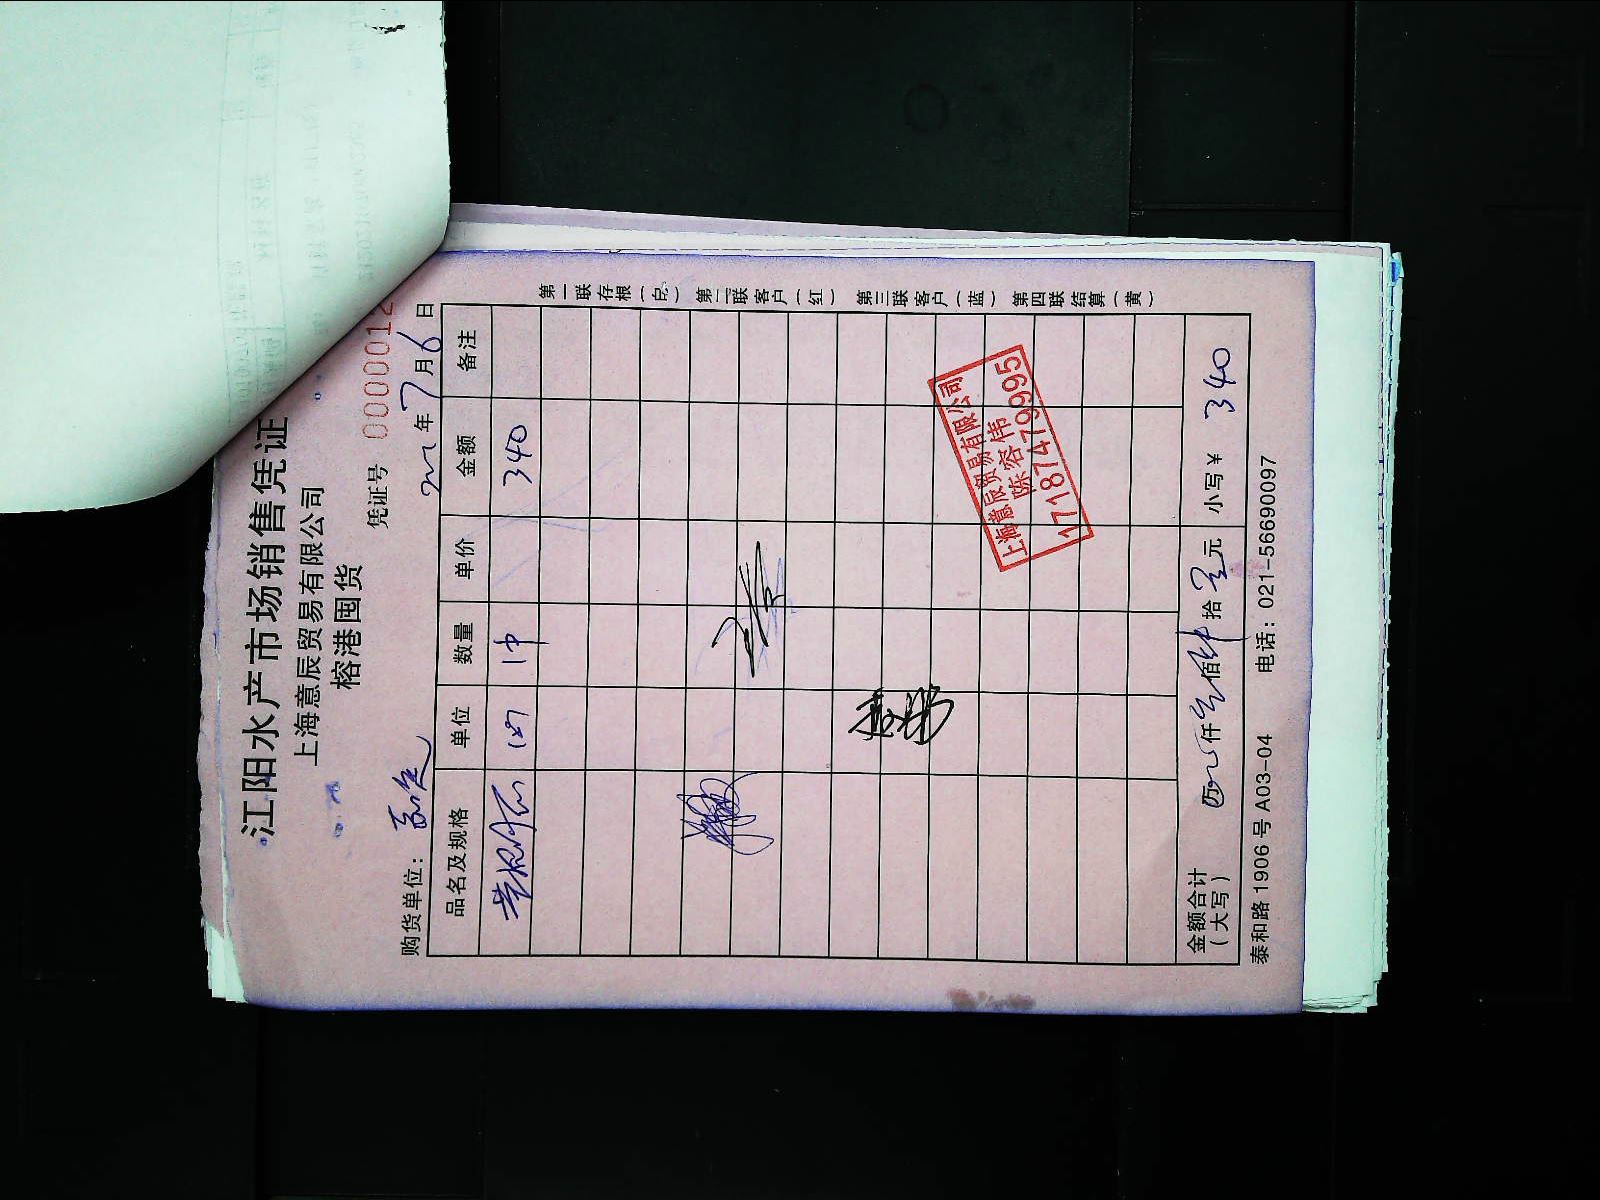 江阳水产市场销售凭证
上海意辰贸易有限公司
榕港囤货
凭证号 0000012
购货单位：
年7月6日
品名及规格 单位 数量 单价 金额 备注
1件 340
上海意辰贸易有限公司
陈容伟
17187479995
金额合计
（大写） 万 仟 佰 拾 元 小写￥ 340
泰和路1906号A03-04 电话：021-56690097
第一联存根（白） 第二联客户（红） 第三联客户（蓝） 第四联结算（黄）